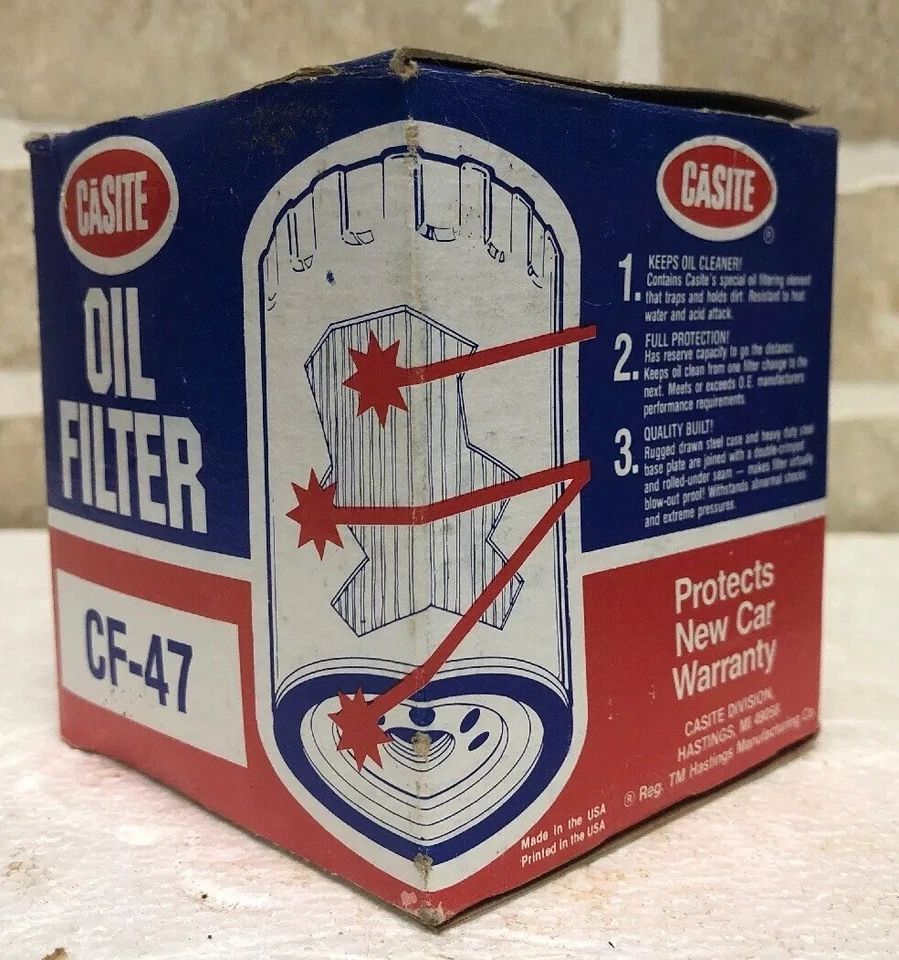 CāSITE
OIL
FILTER
CF-47
CāSITE
®
1. KEEPS OIL CLEANER!
Contains Casite's special oil filtering element
that traps and holds dirt. Resistant to heat
water and acid attack.
2. FULL PROTECTION!
Has reserve capacity to go the distance.
Keeps oil clean from one filter change to the
next. Meets or exceeds O.E. manufacturers
performance requirements.
3. QUALITY BUILT!
Rugged drawn steel case and heavy duty steel
base plate are joined with a double-crimped
and rolled-under seam — makes filter virtually
blow-out proof! Withstands abnormal shocks
and extreme pressures.
Protects
New Car
Warranty
CASITE DIVISION,
HASTINGS, MI 49058
® Reg. TM Hastings Manufacturing Co.
Made in the USA
Printed in the USA